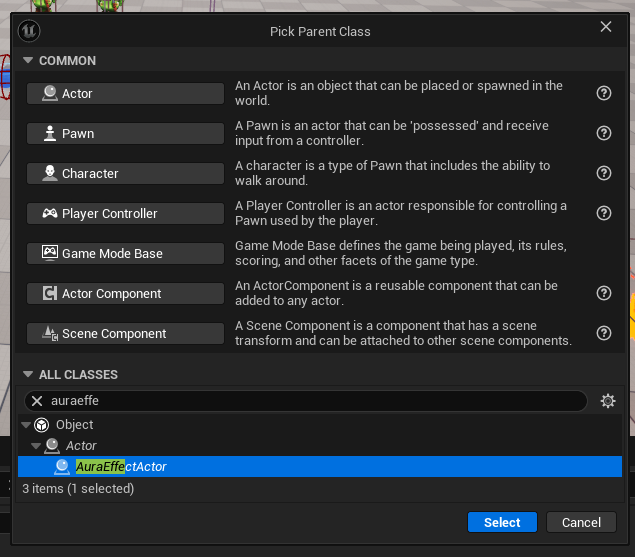 Pick Parent Class
COMMON
Actor
An Actor is an object that can be placed or spawned in the
world.
Pawn
A Pawn is an actor that can be 'possessed' and receive
input from a controller.
Character
A character is a type of Pawn that includes the ability to
walk around.
Player Controller
A Player Controller is an actor responsible for controlling a
Pawn used by the player.
Game Mode Base
Game Mode Base defines the game being played, its rules,
scoring, and other facets of the game type.
Actor Component
An ActorComponent is a reusable component that can be
added to any actor.
Scene Component
A Scene Component is a component that has a scene
transform and can be attached to other scene components.
ALL CLASSES
auraeffe
Object
Actor
AuraEffectActor
3 items (1 selected)
Select
Cancel